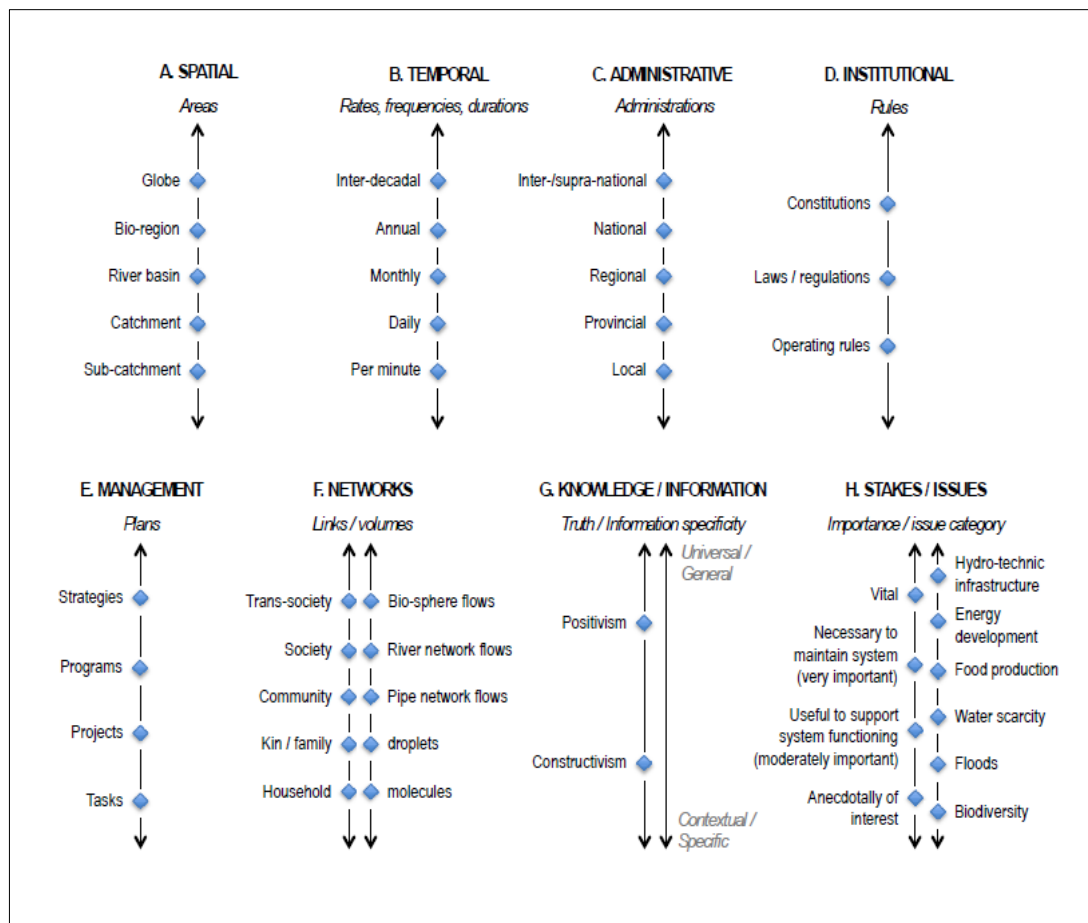 A. SPATIAL
Areas
Globe
Bio-region
River basin
Catchment
Sub-catchment
B. TEMPORAL
Rates, frequencies, durations
Inter-decadal
Annual
Monthly
Daily
Per minute
C. ADMINISTRATIVE
Administrations
Inter-/supra-national
National
Regional
Provincial
Local
D. INSTITUTIONAL
Rules
Constitutions
Laws / regulations
Operating rules
E. MANAGEMENT
Plans
Strategies
Programs
Projects
Tasks
F. NETWORKS
Links / volumes
Trans-society
Society
Community
Kin / family
Household
Bio-sphere flows
River network flows
Pipe network flows
droplets
molecules
G. KNOWLEDGE / INFORMATION
Truth / Information specificity
Universal /
General
Positivism
Constructivism
Contextual /
Specific
H. STAKES / ISSUES
Importance / issue category
Vital
Necessary to
maintain system
(very important)
Useful to support
system functioning
(moderately important)
Anecdotally of
interest
Hydro-technic
infrastructure
Energy
development
Food production
Water scarcity
Floods
Biodiversity